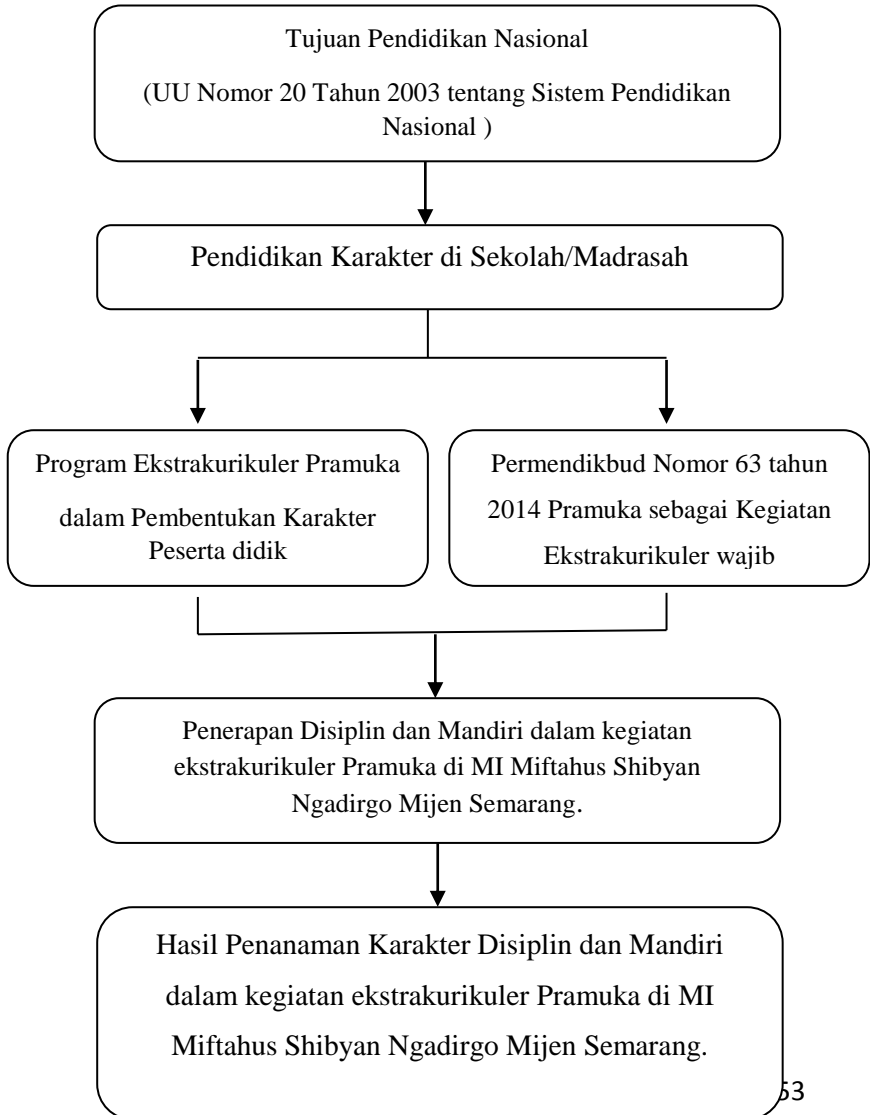 Tujuan Pendidikan Nasional
(UU Nomor 20 Tahun 2003 tentang Sistem Pendidikan
Nasional )
Pendidikan Karakter di Sekolah/Madrasah
Program Ekstrakurikuler Pramuka
dalam Pembentukan Karakter
Peserta didik
Permendikbud Nomor 63 tahun
2014 Pramuka sebagai Kegiatan
Ekstrakurikuler wajib
Penerapan Disiplin dan Mandiri dalam kegiatan
ekstrakurikuler Pramuka di MI Miftahus Shibyan
Ngadirgo Mijen Semarang.
Hasil Penanaman Karakter Disiplin dan Mandiri
dalam kegiatan ekstrakurikuler Pramuka di MI
Miftahus Shibyan Ngadirgo Mijen Semarang.
53